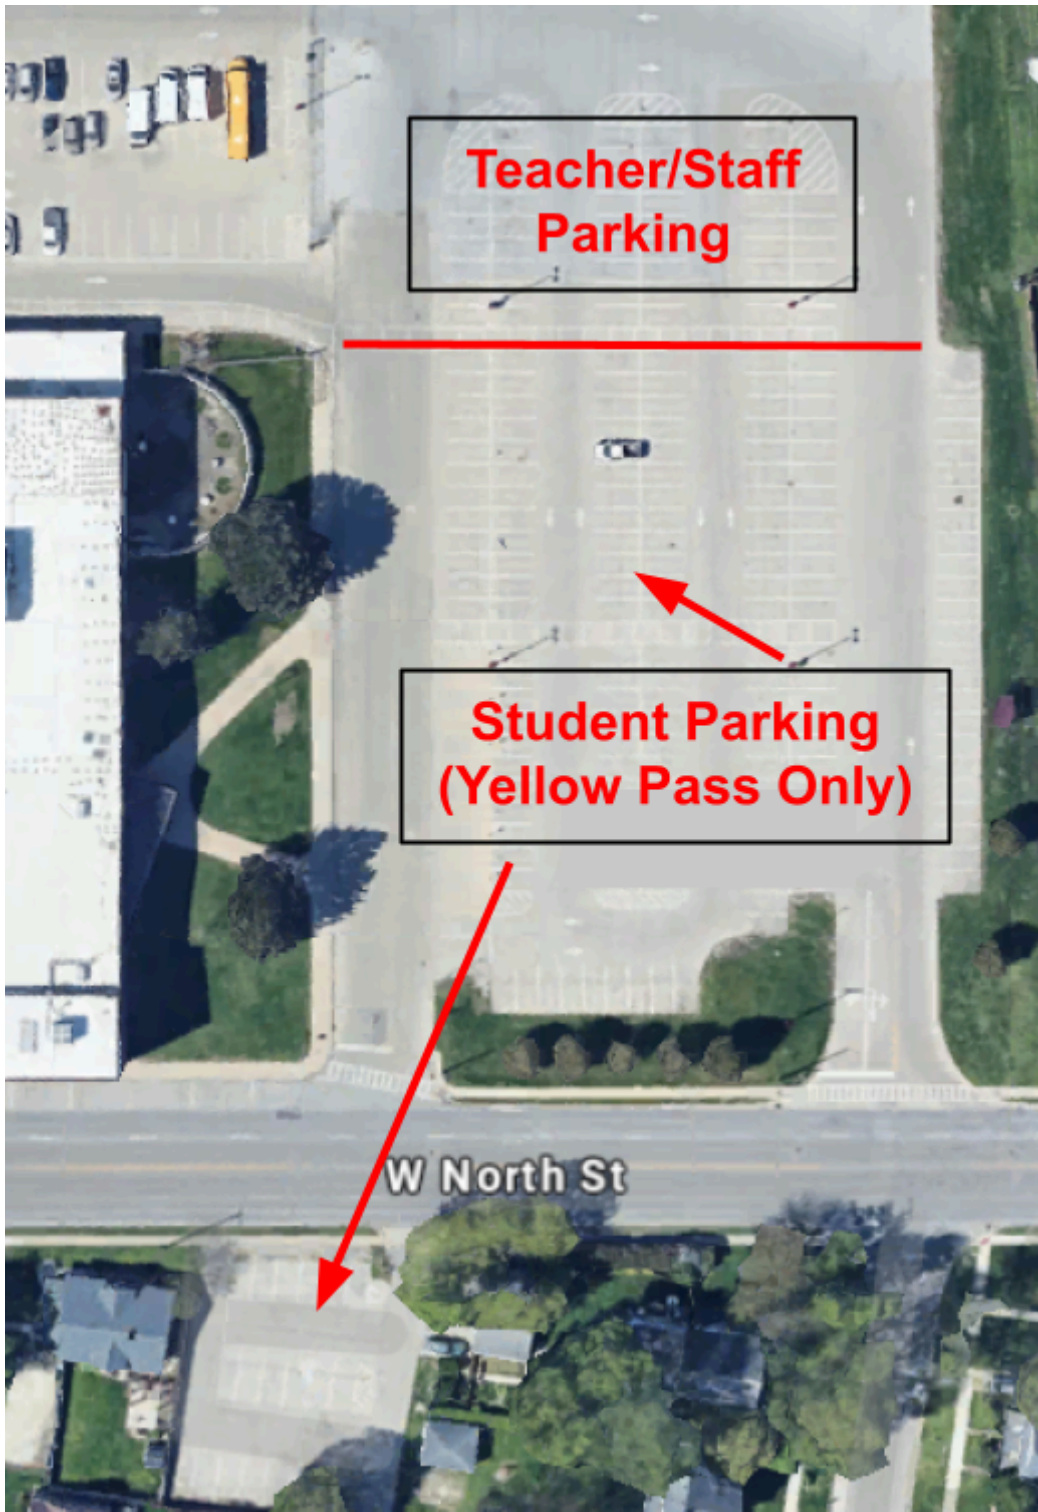 Teacher/Staff
Parking
Student Parking
(Yellow Pass Only)
W North St